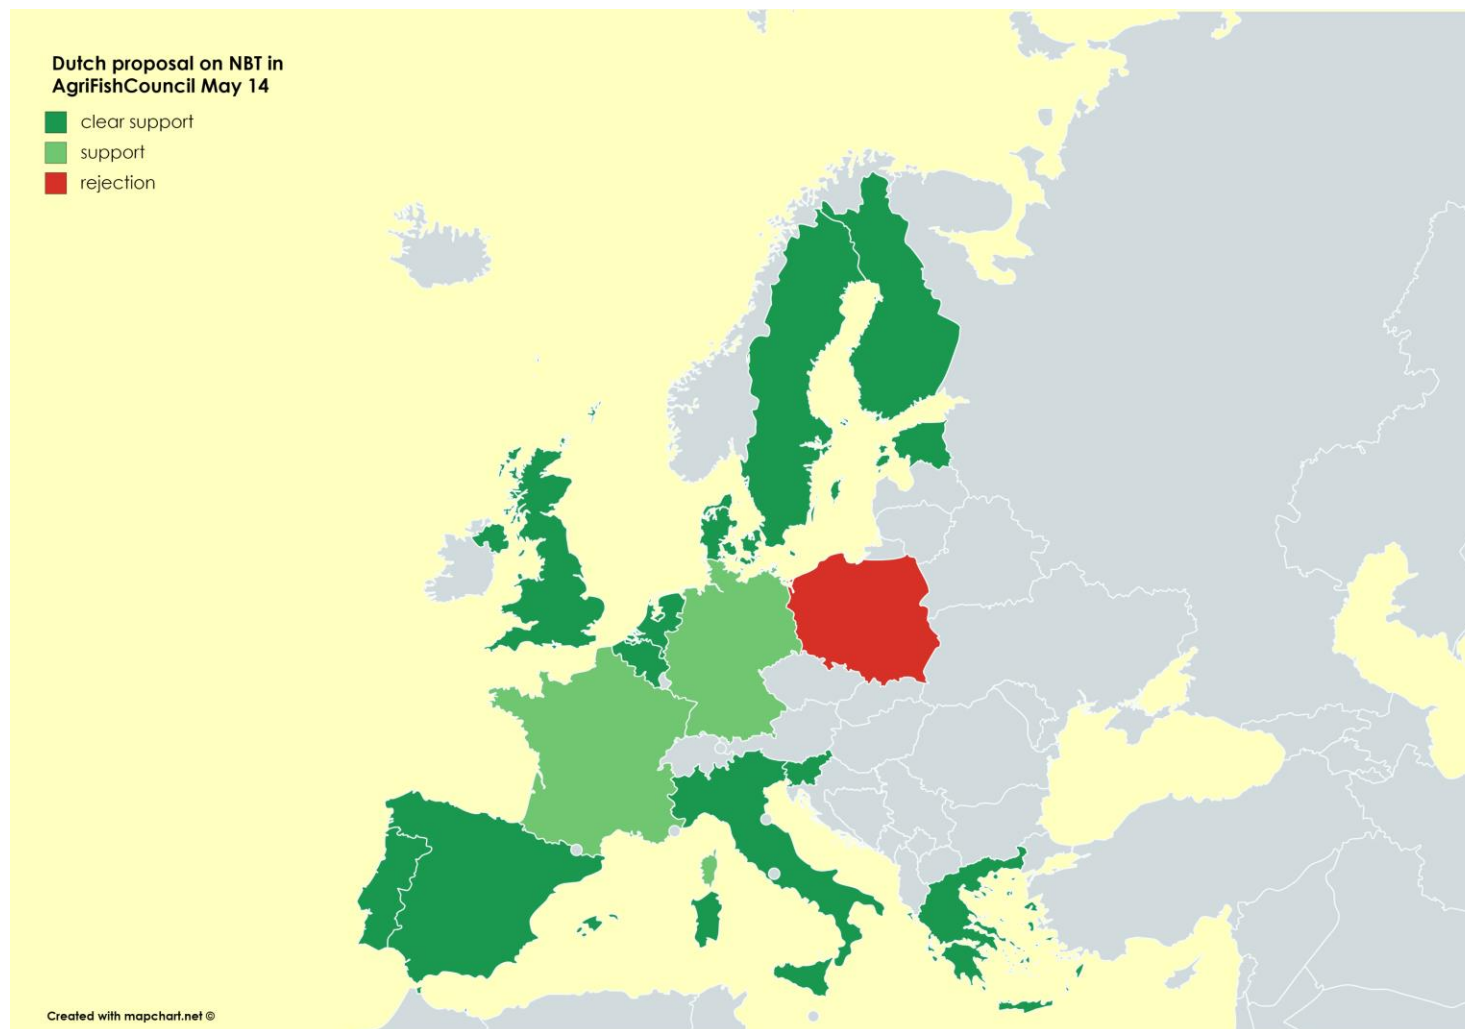 Dutch proposal on NBT in
AgriFishCouncil May 14
clear support
support
rejection
Created with mapchart.net ©